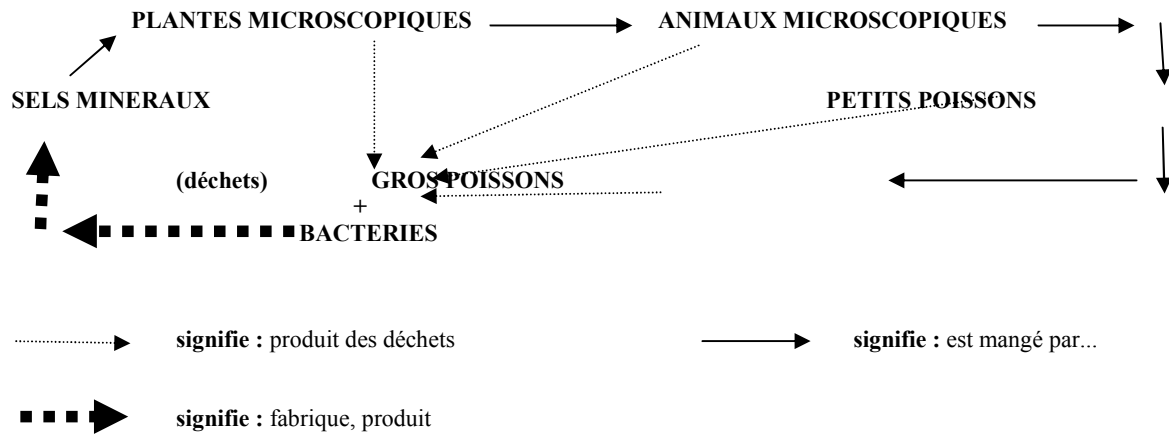 PLANTES MICROSCOPIQUES ANIMAUX MICROSCOPIQUES
SELS MINERAUX PETITS POISSONS
(déchets) GROS POISSONS
+
BACTERIES
signifie : produit des déchets signifie : est mangé par...
signifie : fabrique, produit